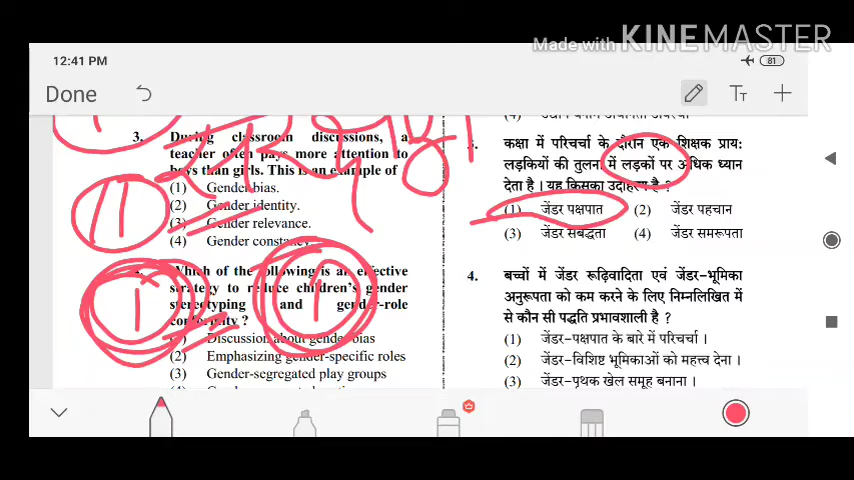 Made with KINEMASTER
12:41 PM
81
Done
3. During classroom discussions, a
teacher often pays more attention to
boys than girls. This is an example of
(1) Gender bias.
(2) Gender identity.
(3) Gender relevance.
(4) Gender constancy.
Which of the following is an effective
strategy to reduce children's gender
stereotyping and gender-role
conformity ?
Discussion about gender bias
(2) Emphasizing gender-specific roles
(3) Gender-segregated play groups
कक्षा में परिचर्चा के दौरान एक शिक्षक प्राय:
लड़कियों की तुलना में लड़कों पर अधिक ध्यान
देता है। यह किसका उदाहरण है ?
(1) जेंडर पक्षपात (2) जेंडर पहचान
(3) जेंडर संबद्धता (4) जेंडर समरूपता
4. बच्चों में जेंडर रूढ़िवादिता एवं जेंडर-भूमिका
अनुरूपता को कम करने के लिए निम्नलिखित में
से कौन सी पद्धति प्रभावशाली है ?
(1) जेंडर-पक्षपात के बारे में परिचर्चा ।
(2) जेंडर-विशिष्ट भूमिकाओं को महत्त्व देना ।
(3) जेंडर-पृथक खेल समूह बनाना ।